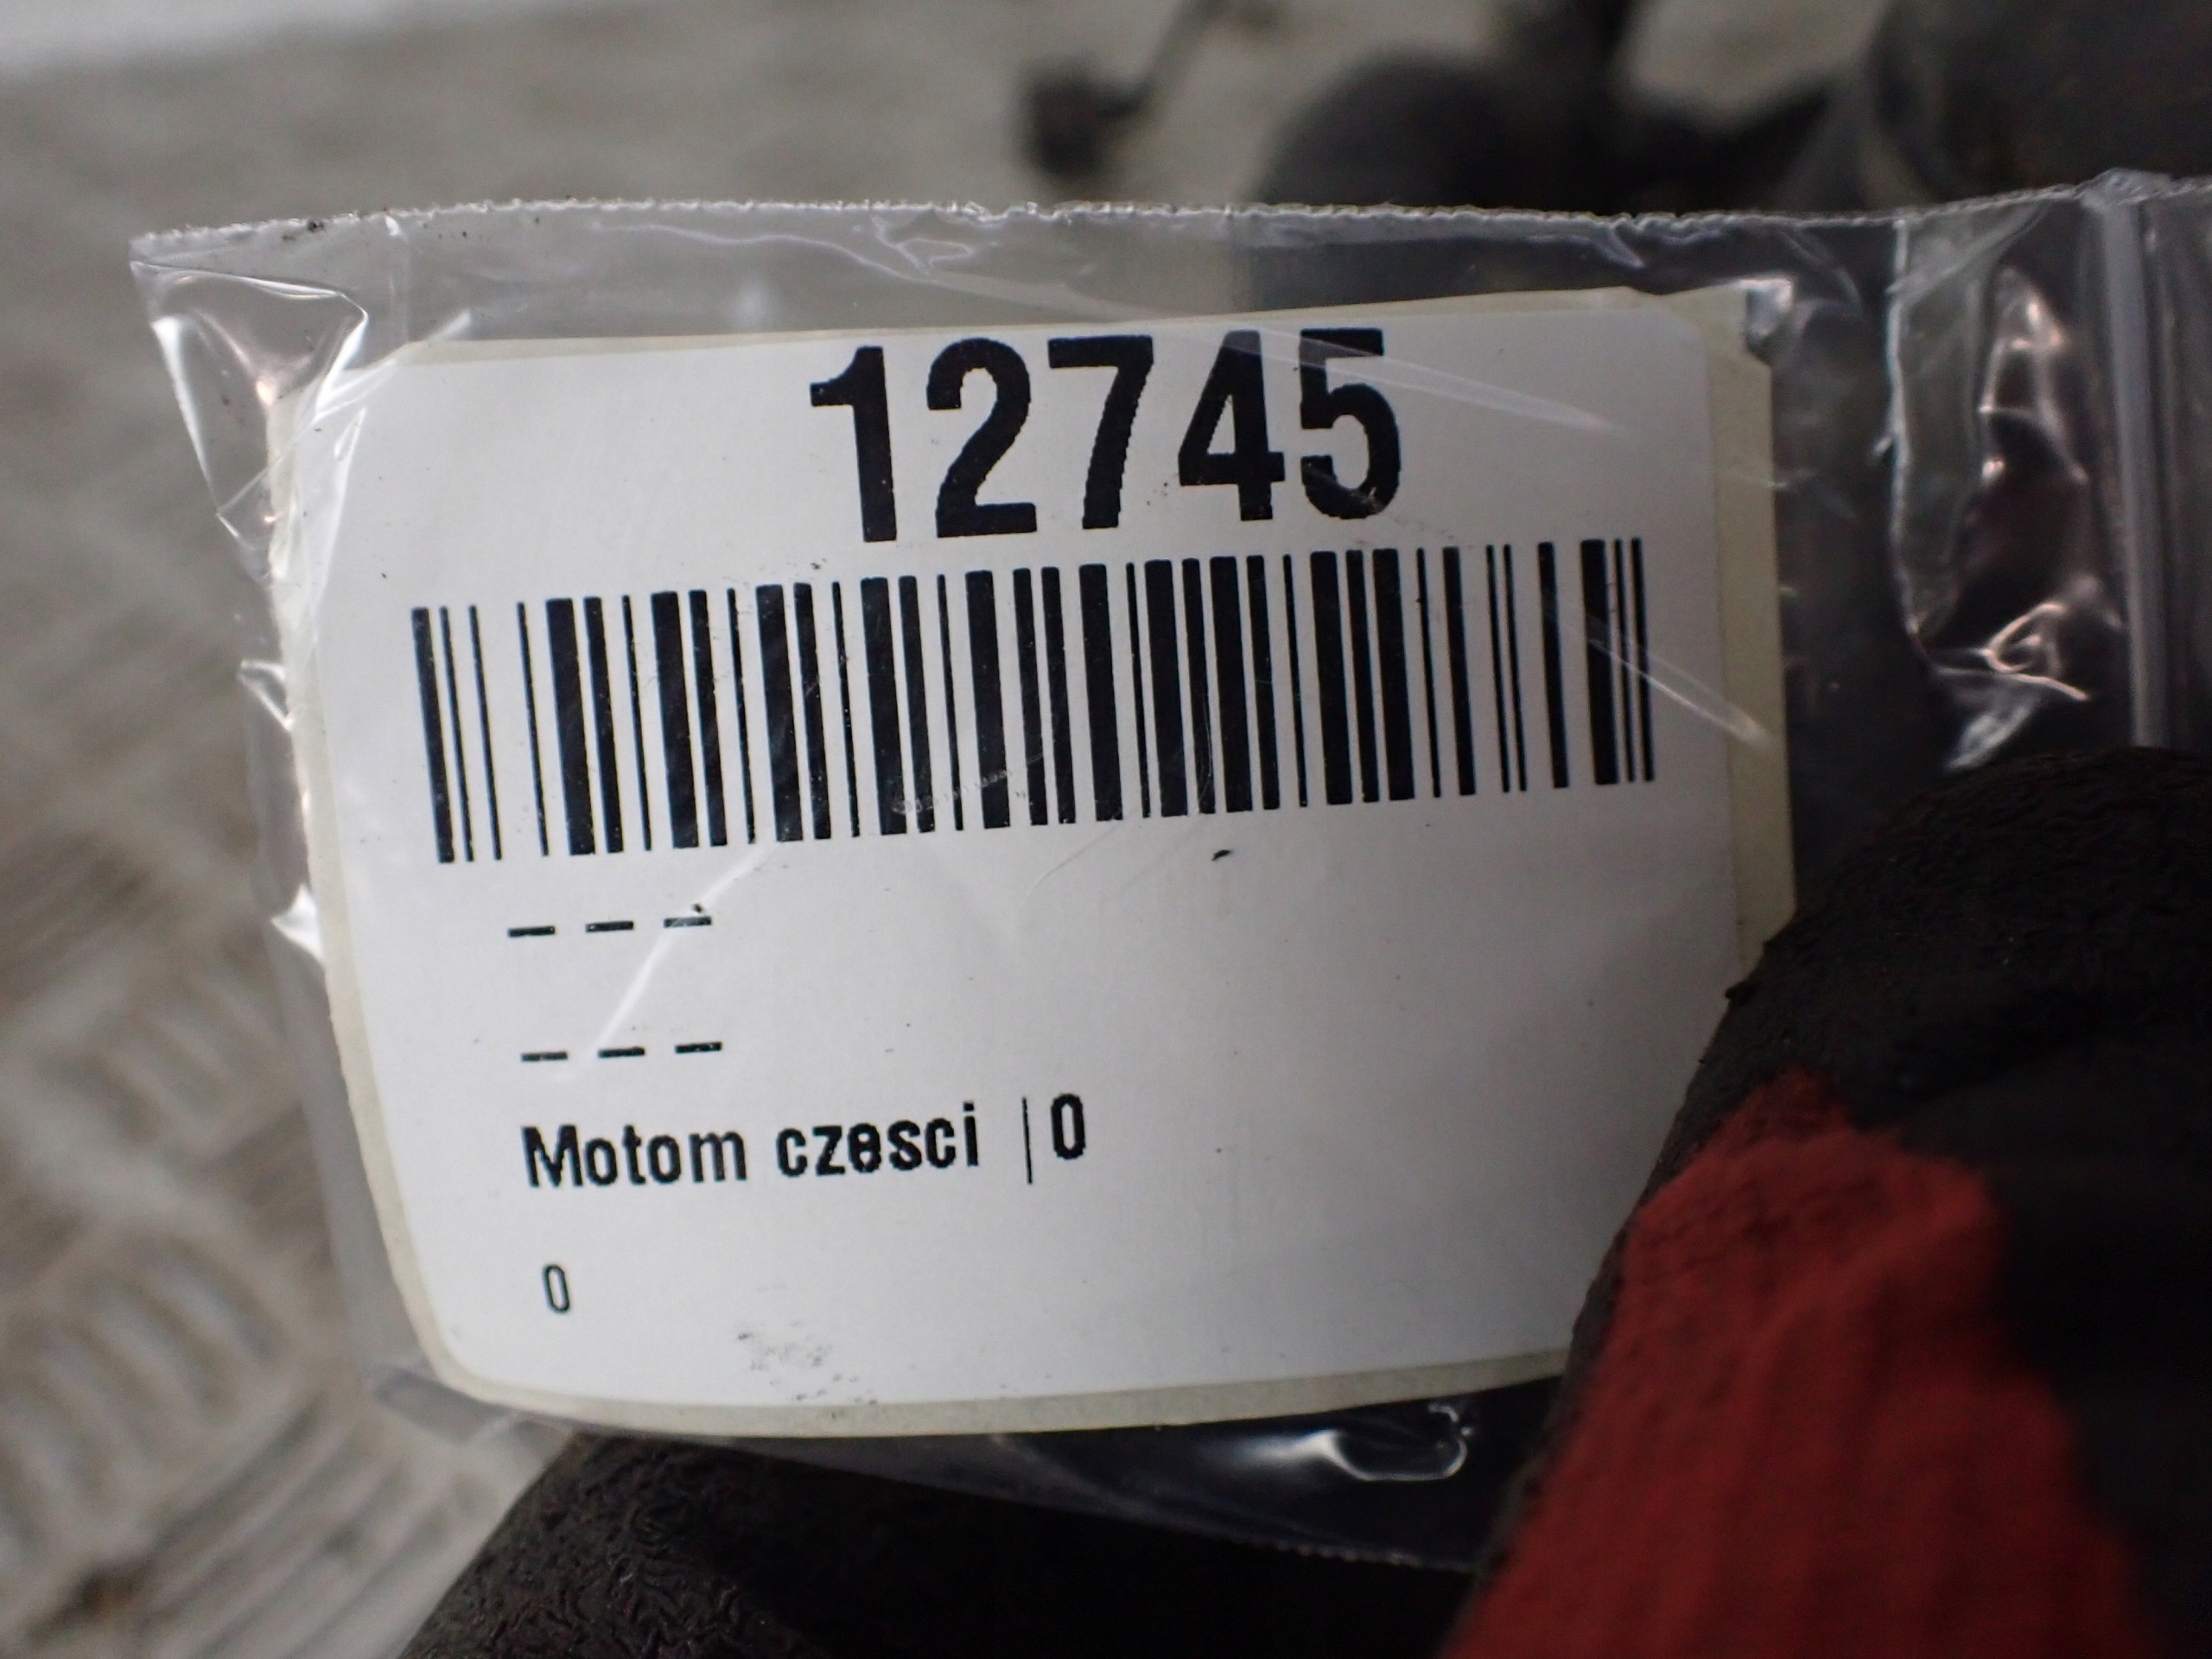 12745
---
---
Motom czesci |0
0